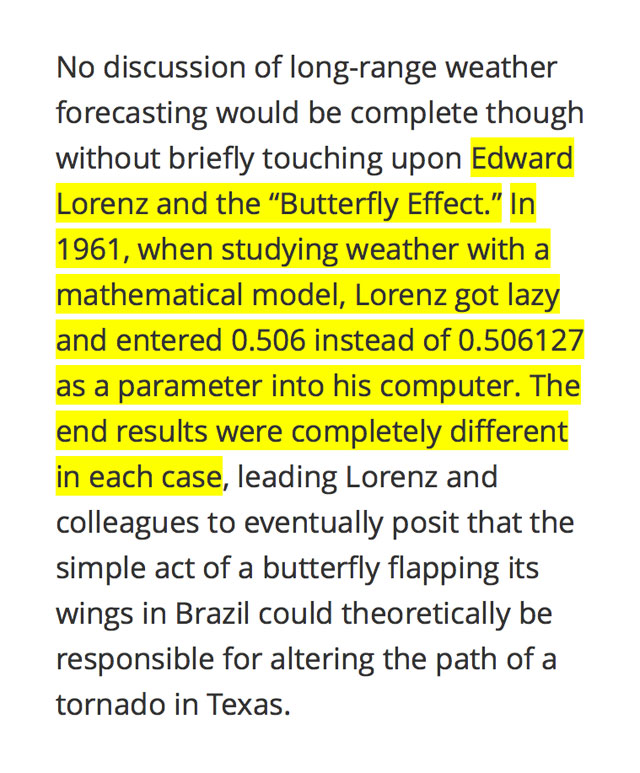 No discussion of long-range weather
forecasting would be complete though
without briefly touching upon Edward
Lorenz and the “Butterfly Effect.” In
1961, when studying weather with a
mathematical model, Lorenz got lazy
and entered 0.506 instead of 0.506127
as a parameter into his computer. The
end results were completely different
in each case, leading Lorenz and
colleagues to eventually posit that the
simple act of a butterfly flapping its
wings in Brazil could theoretically be
responsible for altering the path of a
tornado in Texas.